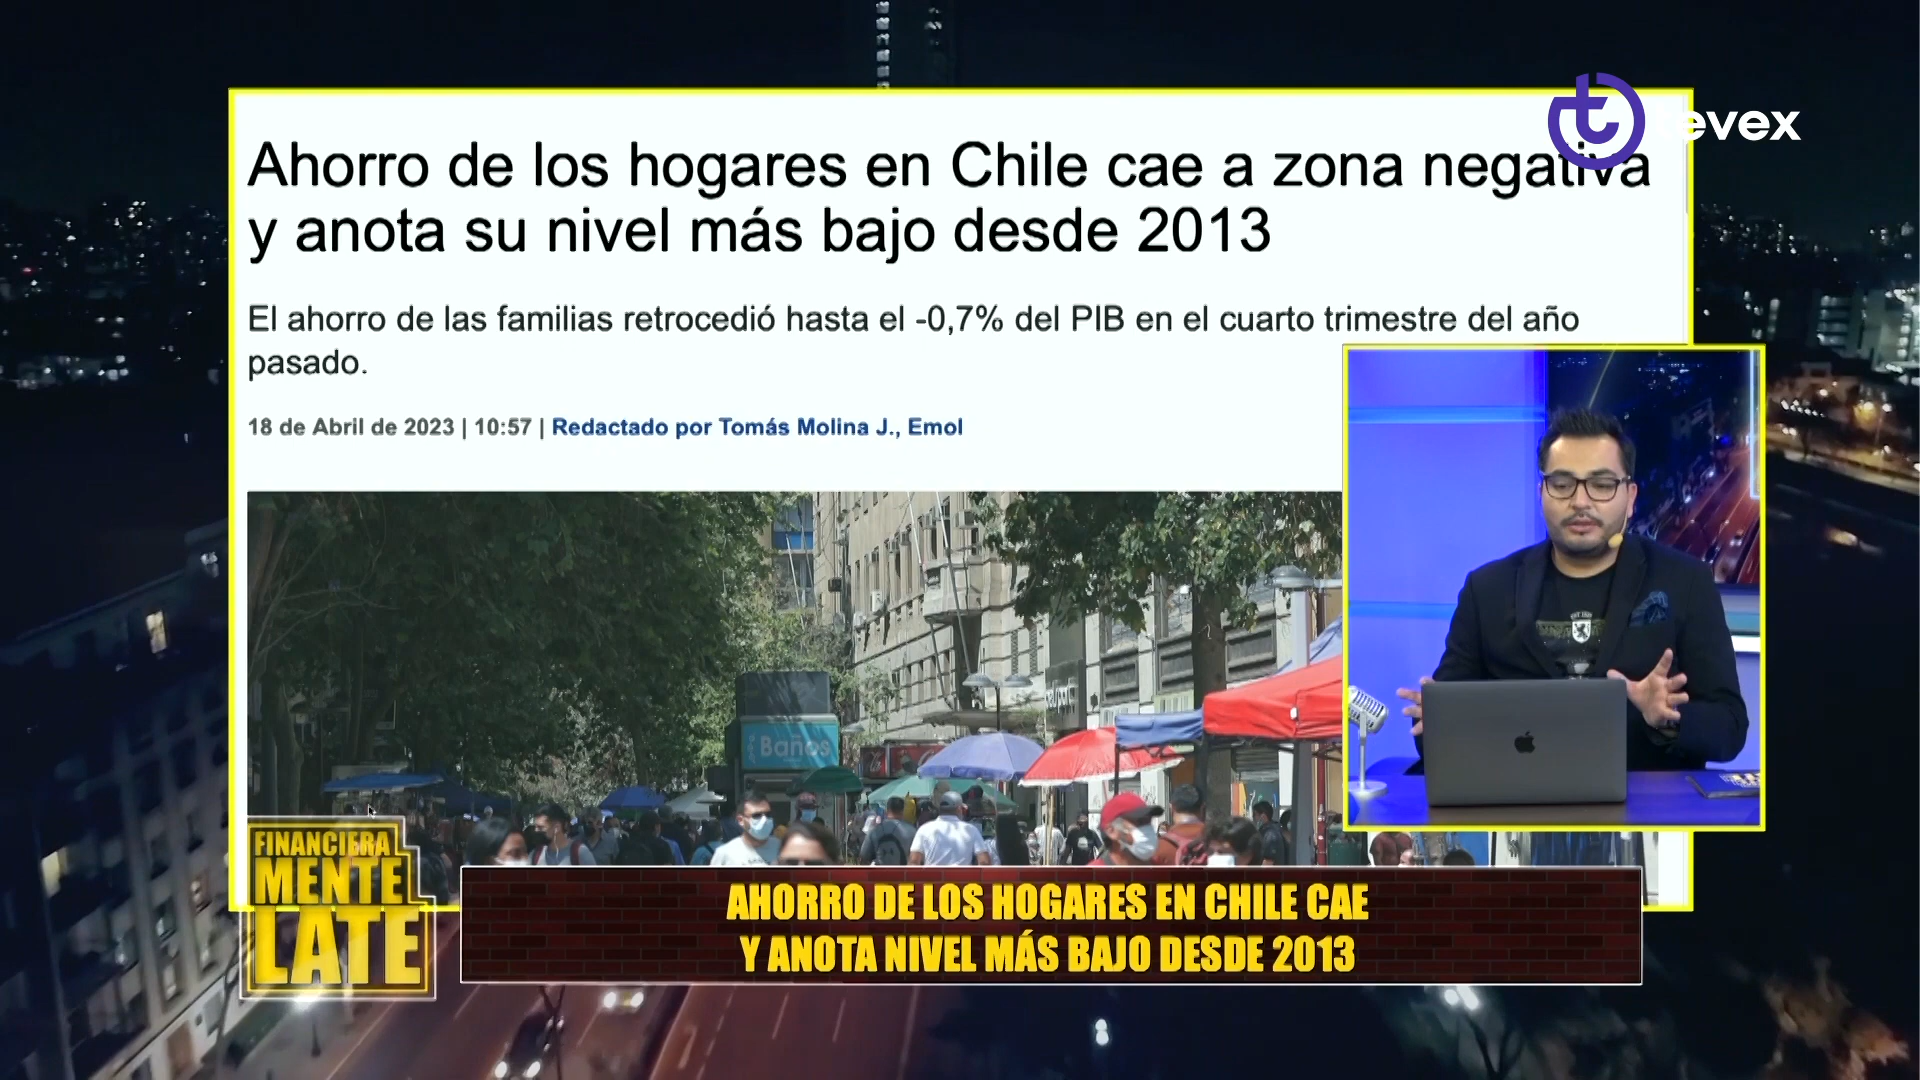 tevex
Ahorro de los hogares en Chile cae a zona negativa
y anota su nivel más bajo desde 2013
El ahorro de las familias retrocedió hasta el -0,7% del PIB en el cuarto trimestre del año
pasado.
18 de Abril de 2023 | 10:57 | Redactado por Tomás Molina J., Emol
Baños
FINANCIERA
MENTE
LATE
AHORRO DE LOS HOGARES EN CHILE CAE
Y ANOTA NIVEL MÁS BAJO DESDE 2013